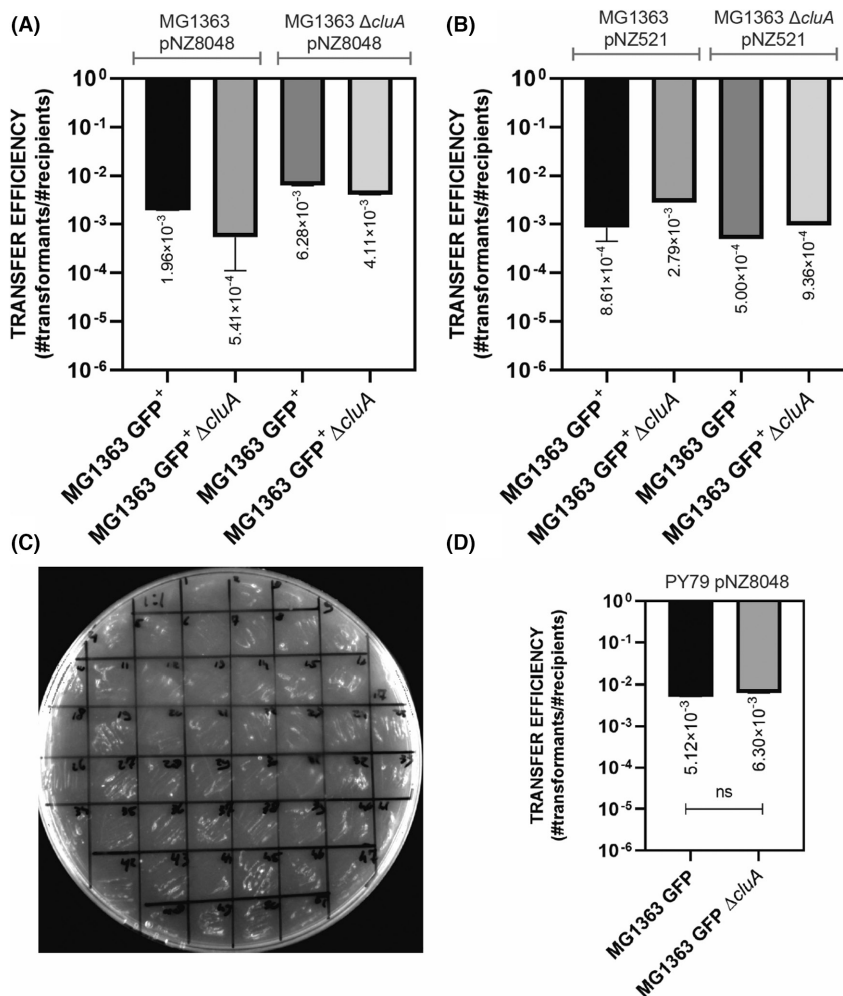 (A)
MG1363
pNZ8048
MG1363 ΔcluA
pNZ8048
TRANSFER EFFICIENCY
(#transformants/#recipients)
10⁰
10⁻¹
10⁻²
10⁻³
10⁻⁴
10⁻⁵
10⁻⁶
1.96×10⁻³
5.41×10⁻⁴
6.28×10⁻³
4.11×10⁻³
MG1363 GFP⁺
MG1363 GFP⁺ ΔcluA
MG1363 GFP⁺
MG1363 GFP⁺ ΔcluA
(B)
MG1363
pNZ521
MG1363 ΔcluA
pNZ521
TRANSFER EFFICIENCY
(#transformants/#recipients)
10⁰
10⁻¹
10⁻²
10⁻³
10⁻⁴
10⁻⁵
10⁻⁶
8.61×10⁻⁴
2.79×10⁻³
5.00×10⁻⁴
9.36×10⁻⁴
MG1363 GFP⁺
MG1363 GFP⁺ ΔcluA
MG1363 GFP⁺
MG1363 GFP⁺ ΔcluA
(C)
1:1
(D)
PY79 pNZ8048
TRANSFER EFFICIENCY
(#transformants/#recipients)
10⁰
10⁻¹
10⁻²
10⁻³
10⁻⁴
10⁻⁵
10⁻⁶
5.12×10⁻³
6.30×10⁻³
ns
MG1363 GFP
MG1363 GFP ΔcluA